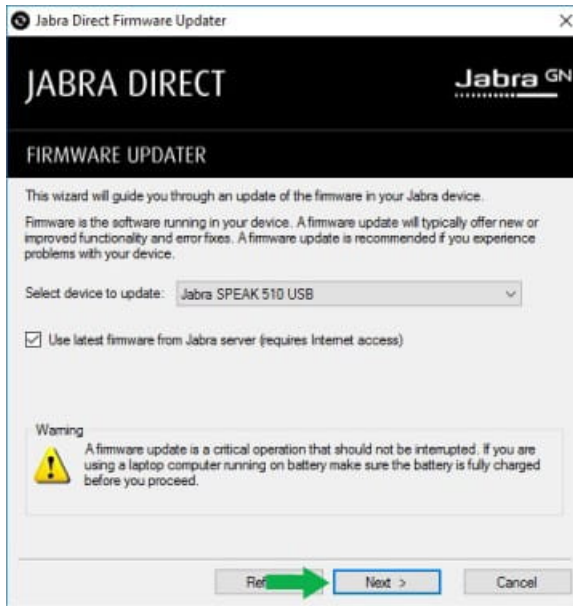 Jabra Direct Firmware Updater
JABRA DIRECT
Jabra GN
FIRMWARE UPDATER
This wizard will guide you through an update of the firmware in your Jabra device.
Firmware is the software running in your device. A firmware update will typically offer new or
improved functionality and error fixes. A firmware update is recommended if you experience
problems with your device.
Select device to update: Jabra SPEAK 510 USB
Use latest firmware from Jabra server (requires Internet access)
Warning
A firmware update is a critical operation that should not be interrupted. If you are
using a laptop computer running on battery make sure the battery is fully charged
before you proceed.
Next > Cancel